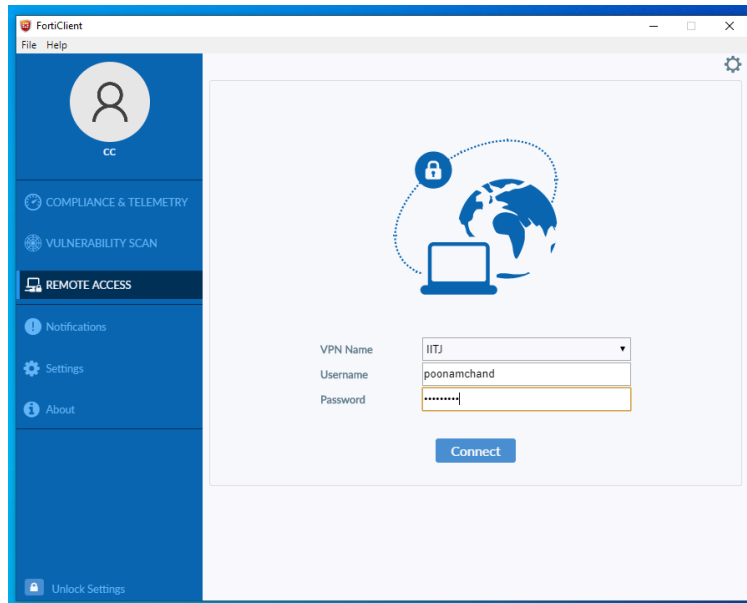 FortiClient
File Help
CC
COMPLIANCE & TELEMETRY
VULNERABILITY SCAN
REMOTE ACCESS
Notifications
Settings
About
Unlock Settings
VPN Name IITJ
Username poonamchand
Password •••••••••
Connect